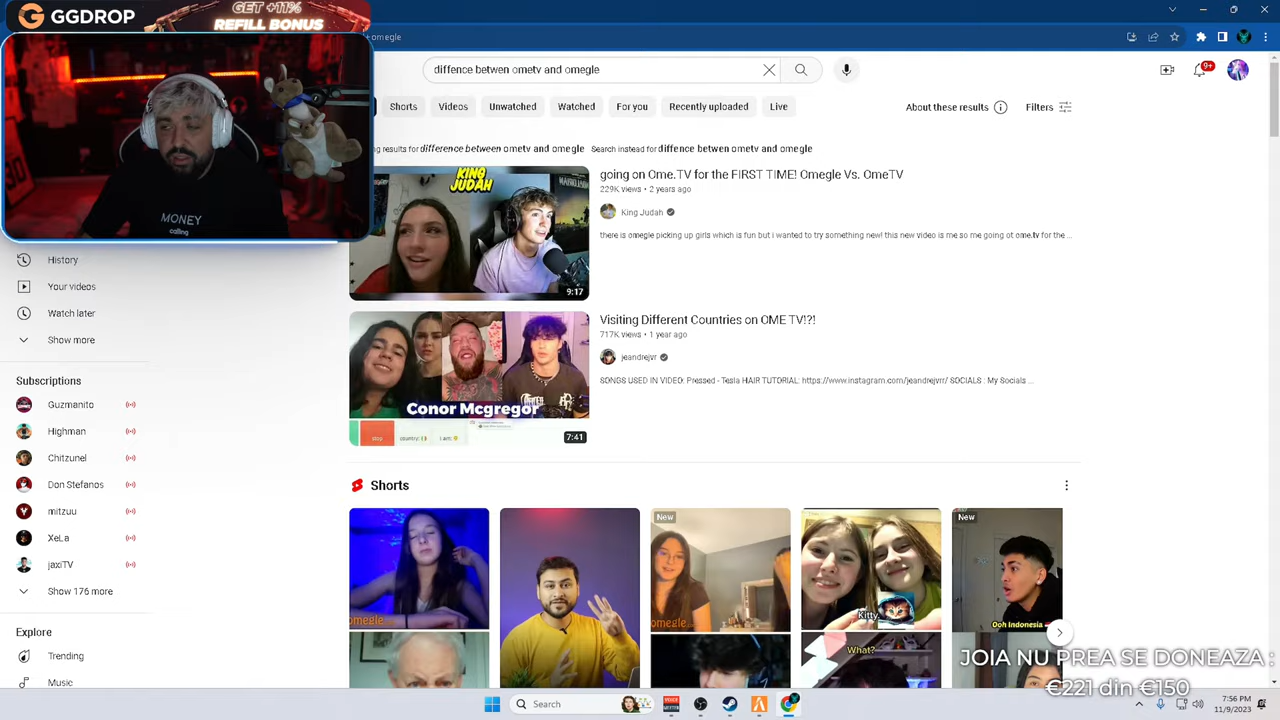 GGDROP
GET +11%
REFILL BONUS
omegle
diffence betwen ometv and omegle
9+
Shorts
Videos
Unwatched
Watched
For you
Recently uploaded
Live
About these results
Filters
results for difference between ometv and omegle
Search instead for diffence betwen ometv and omegle
MONEY
calling
KING
JUDAH
9:17
going on Ome.TV for the FIRST TIME! Omegle Vs. OmeTV
229K views • 2 years ago
King Judah
there is omegle picking up girls which is fun but i wanted to try something new! this new video is me so me going ot ome.tv for the ...
History
Your videos
Watch later
Show more
Conor Mcgregor
stop
7:41
Visiting Different Countries on OME TV!?!
717K views • 1 year ago
jeandrejvr
SONGS USED IN VIDEO: Pressed - Tesla HAIR TUTORIAL: https://www.instagram.com/jeandrejvrr/ SOCIALS : My Socials ...
Subscriptions
Guzmanito
Highman
Chitzunel
Don Stefanos
mitzuu
XeLa
jaxiTV
Show 176 more
Explore
Trending
Music
Shorts
omegle
New
omegle
Kitty.
What?
New
Ooh Indonesia
JOIA NU PREA SE DONEAZA :
€221 din €150
Search
7:56 PM
11/9/2023